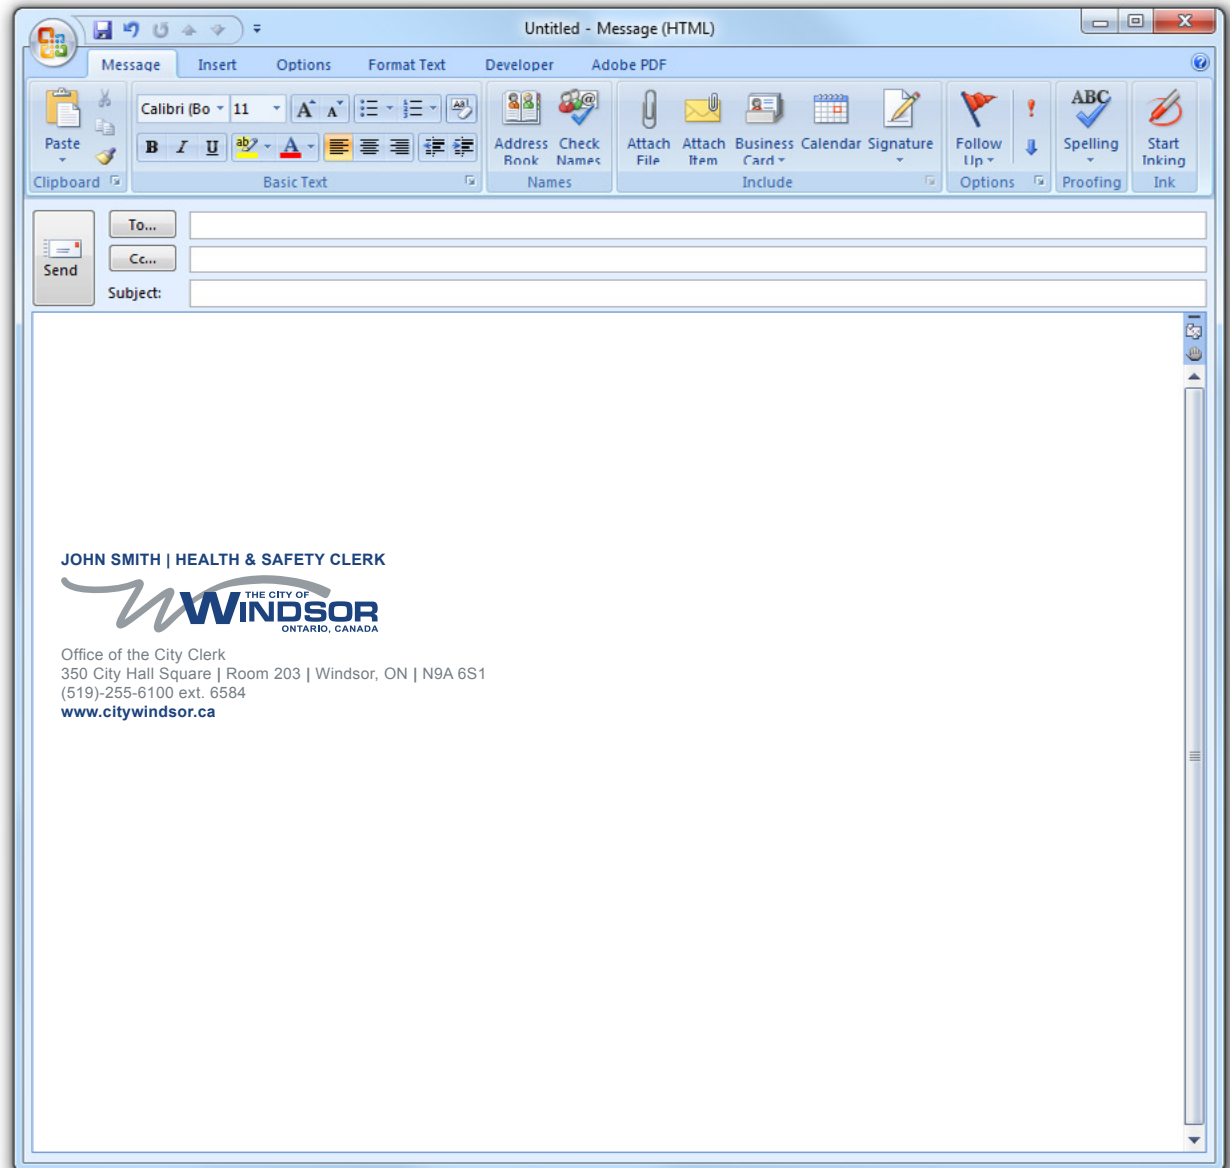 Untitled - Message (HTML)
Message Insert Options Format Text Developer Adobe PDF
Calibri (Bo 11 A A Aβ
Paste B I U ab A Address Book Check Names Attach File Attach Item Business Card Calendar Signature Follow Up ABC Spelling Start Inking
Clipboard Basic Text Names Include Options Proofing Ink
To...
Send Cc...
Subject:
JOHN SMITH | HEALTH & SAFETY CLERK
THE CITY OF
WINDSOR
ONTARIO, CANADA
Office of the City Clerk
350 City Hall Square | Room 203 | Windsor, ON | N9A 6S1
(519)-255-6100 ext. 6584
www.citywindsor.ca